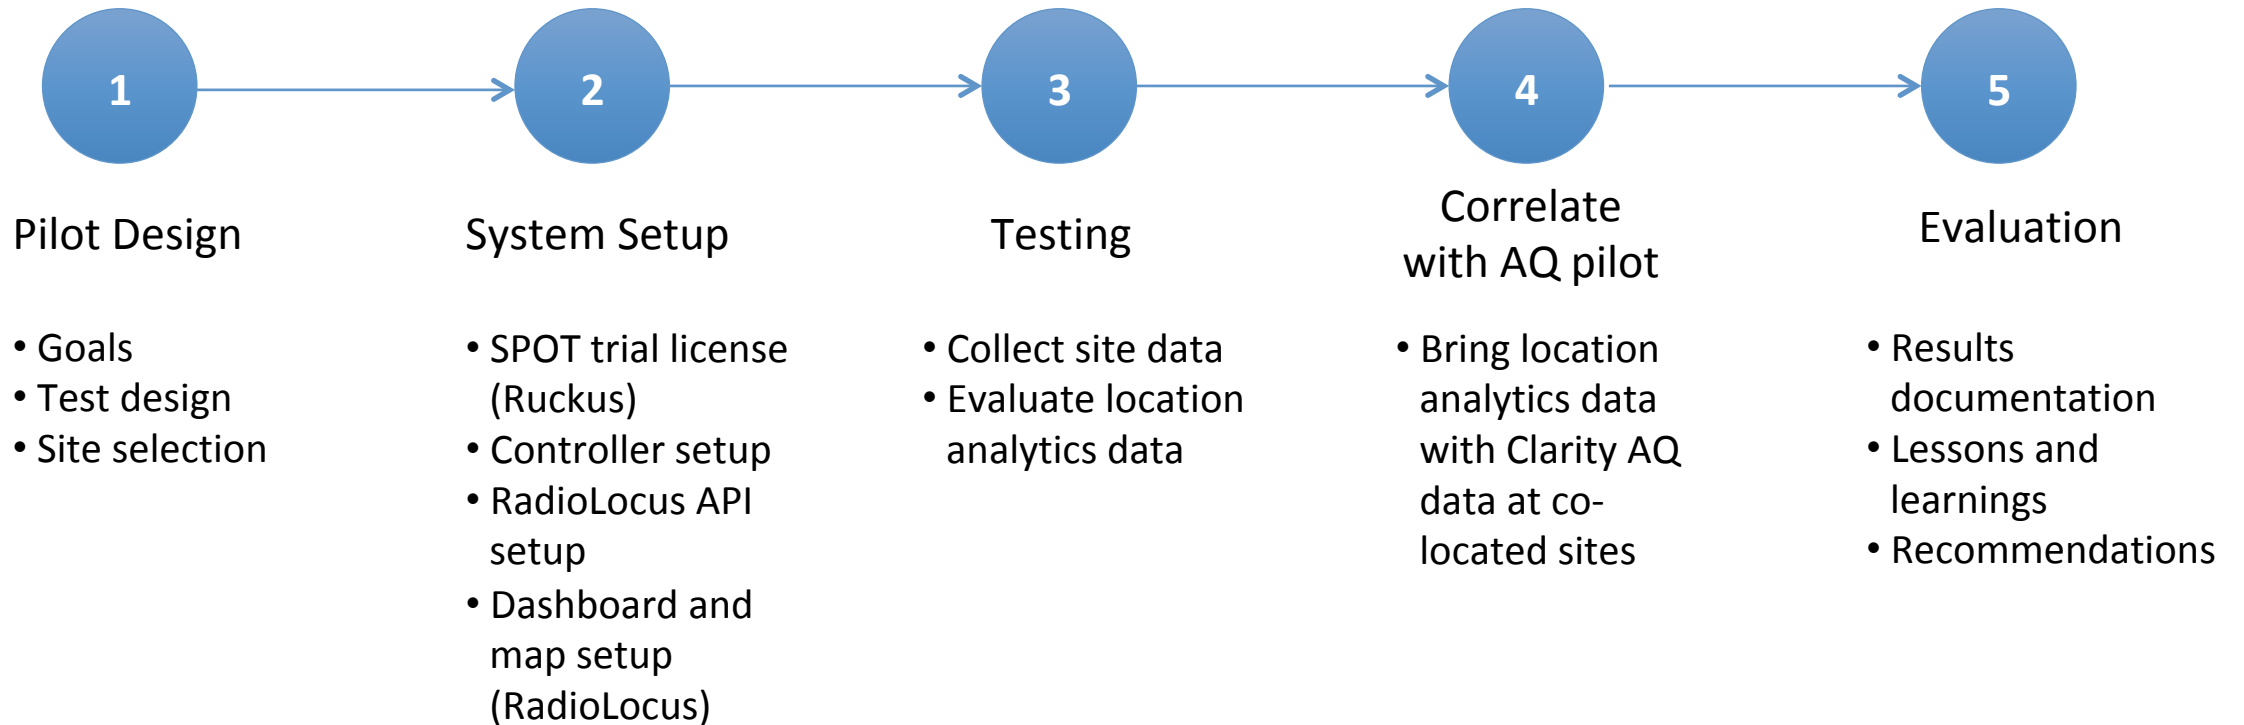 1
2
3
4
5
Pilot Design
• Goals
• Test design
• Site selection
System Setup
• SPOT trial license
(Ruckus)
• Controller setup
• RadioLocus API
setup
• Dashboard and
map setup
(RadioLocus)
Testing
• Collect site data
• Evaluate location
analytics data
Correlate
with AQ pilot
• Bring location
analytics data
with Clarity AQ
data at co-
located sites
Evaluation
• Results
documentation
• Lessons and
learnings
• Recommendations